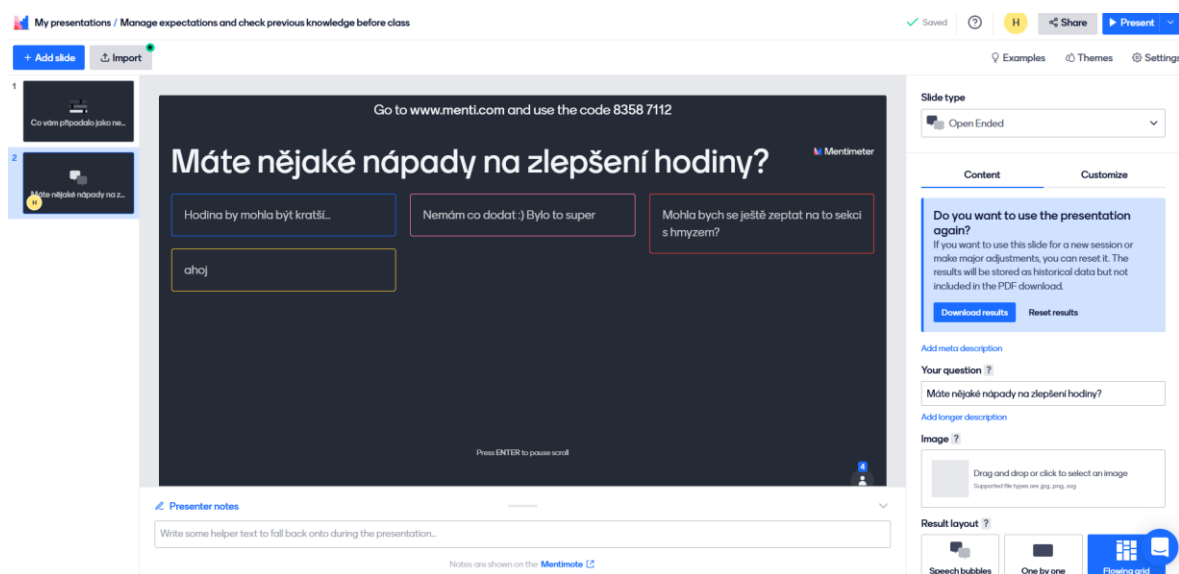 My presentations / Manage expectations and check previous knowledge before class
Saved
?
H
Share
Present
+ Add slide
Import
Examples
Themes
Settings
1
Co vám připadalo jako ne...
2
Máte nějaké nápady na z...
H
Go to www.menti.com and use the code 8358 7112
Máte nějaké nápady na zlepšení hodiny?
Mentimeter
Hodina by mohla být kratší...
Nemám co dodat :) Bylo to super
Mohla bych se ještě zeptat na to sekci
s hmyzem?
ahoj
Press ENTER to pause scroll
4
Presenter notes
Write some helper text to fall back onto during the presentation...
Notes are shown on the Mentimote
Slide type
Open Ended
Content
Customize
Do you want to use the presentation
again?
If you want to use this slide for a new session or
make major adjustments, you can reset it. The
results will be stored as historical data but not
included in the PDF download.
Download results
Reset results
Add meta description
Your question ?
Máte nějaké nápady na zlepšení hodiny?
Add longer description
Image ?
Drag and drop or click to select an image
Supported file types are jpg, png, svg
Result layout ?
Speech bubbles
One by one
Flowing grid